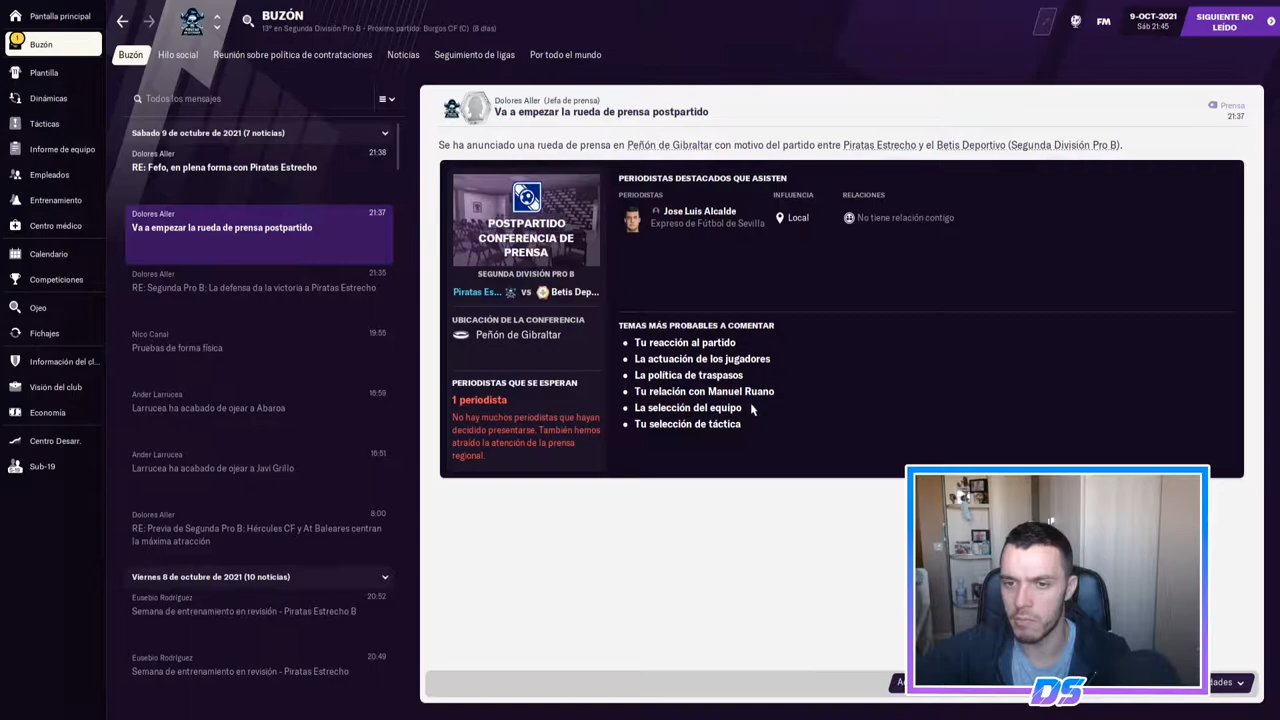 Pantalla principal
Buzón
1
Plantilla
Dinámicas
Tácticas
Informe de equipo
Empleados
Entrenamiento
Centro médico
Calendario
Competiciones
Ojeo
Fichajes
Información del cl...
Visión del club
Economía
Centro Desarr.
Sub-19
BUZÓN
13º en Segunda División Pro B - Próximo partido: Burgos CF (C) (8 días)
FM
9-OCT-2021
Sáb 21:45
SIGUIENTE NO
LEÍDO
Buzón
Hilo social
Reunión sobre política de contrataciones
Noticias
Seguimiento de ligas
Por todo el mundo
Todos los mensajes
Sábado 9 de octubre de 2021 (7 noticias)
Dolores Aller 21:38
RE: Fefo, en plena forma con Piratas Estrecho
Dolores Aller 21:37
Va a empezar la rueda de prensa postpartido
Dolores Aller 21:35
RE: Segunda Pro B: La defensa da la victoria a Piratas Estrecho
Nico Canal 19:55
Pruebas de forma física
Ander Larrucea 16:59
Larrucea ha acabado de ojear a Abaroa
Ander Larrucea 16:51
Larrucea ha acabado de ojear a Javi Grillo
Dolores Aller 8:00
RE: Previa de Segunda Pro B: Hércules CF y At Baleares centran
la máxima atracción
Viernes 8 de octubre de 2021 (10 noticias)
Eusebio Rodríguez 20:52
Semana de entrenamiento en revisión - Piratas Estrecho B
Eusebio Rodríguez 20:49
Semana de entrenamiento en revisión - Piratas Estrecho
Dolores Aller (Jefa de prensa)
Va a empezar la rueda de prensa postpartido
Prensa
21:37
Se ha anunciado una rueda de prensa en Peñón de Gibraltar con motivo del partido entre Piratas Estrecho y el Betis Deportivo (Segunda División Pro B).
POSTPARTIDO
CONFERENCIA DE
PRENSA
SEGUNDA DIVISIÓN PRO B
Piratas Es... VS Betis Dep...
UBICACIÓN DE LA CONFERENCIA
Peñón de Gibraltar
PERIODISTAS QUE SE ESPERAN
1 periodista
No hay muchos periodistas que hayan
decidido presentarse. También hemos
atraído la atención de la prensa
regional.
PERIODISTAS DESTACADOS QUE ASISTEN
PERIODISTAS INFLUENCIA RELACIONES
Jose Luis Alcalde
Expreso de Fútbol de Sevilla
Local
No tiene relación contigo
TEMAS MÁS PROBABLES A COMENTAR
Tu reacción al partido
La actuación de los jugadores
La política de traspasos
Tu relación con Manuel Ruano
La selección del equipo
Tu selección de táctica
DS